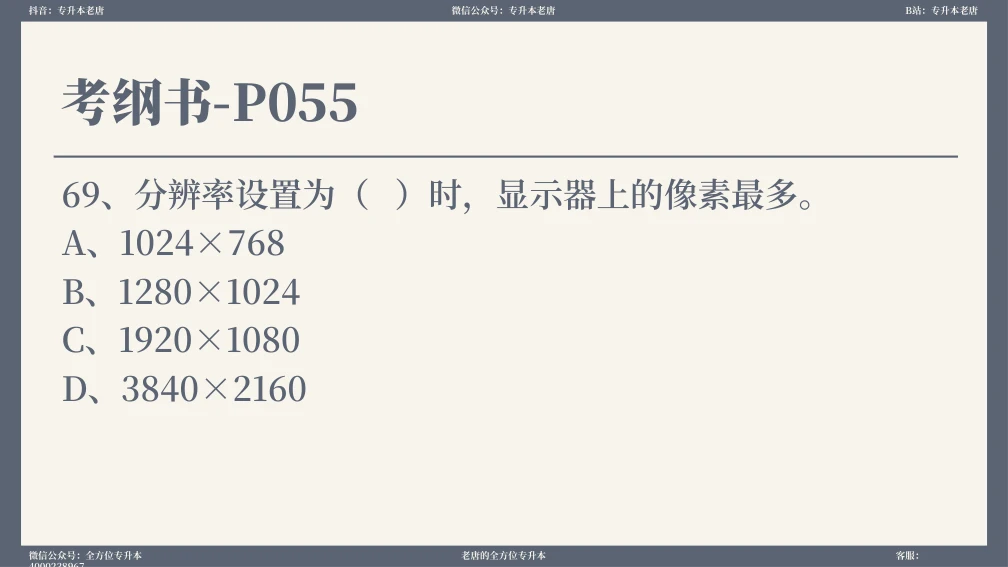 抖音：专升本老唐
微信公众号：专升本老唐
B站：专升本老唐
考纲书-P055
69、分辨率设置为（  ）时，显示器上的像素最多。
A、1024×768
B、1280×1024
C、1920×1080
D、3840×2160
微信公众号：全方位专升本
老唐的全方位专升本
客服：
4000238967